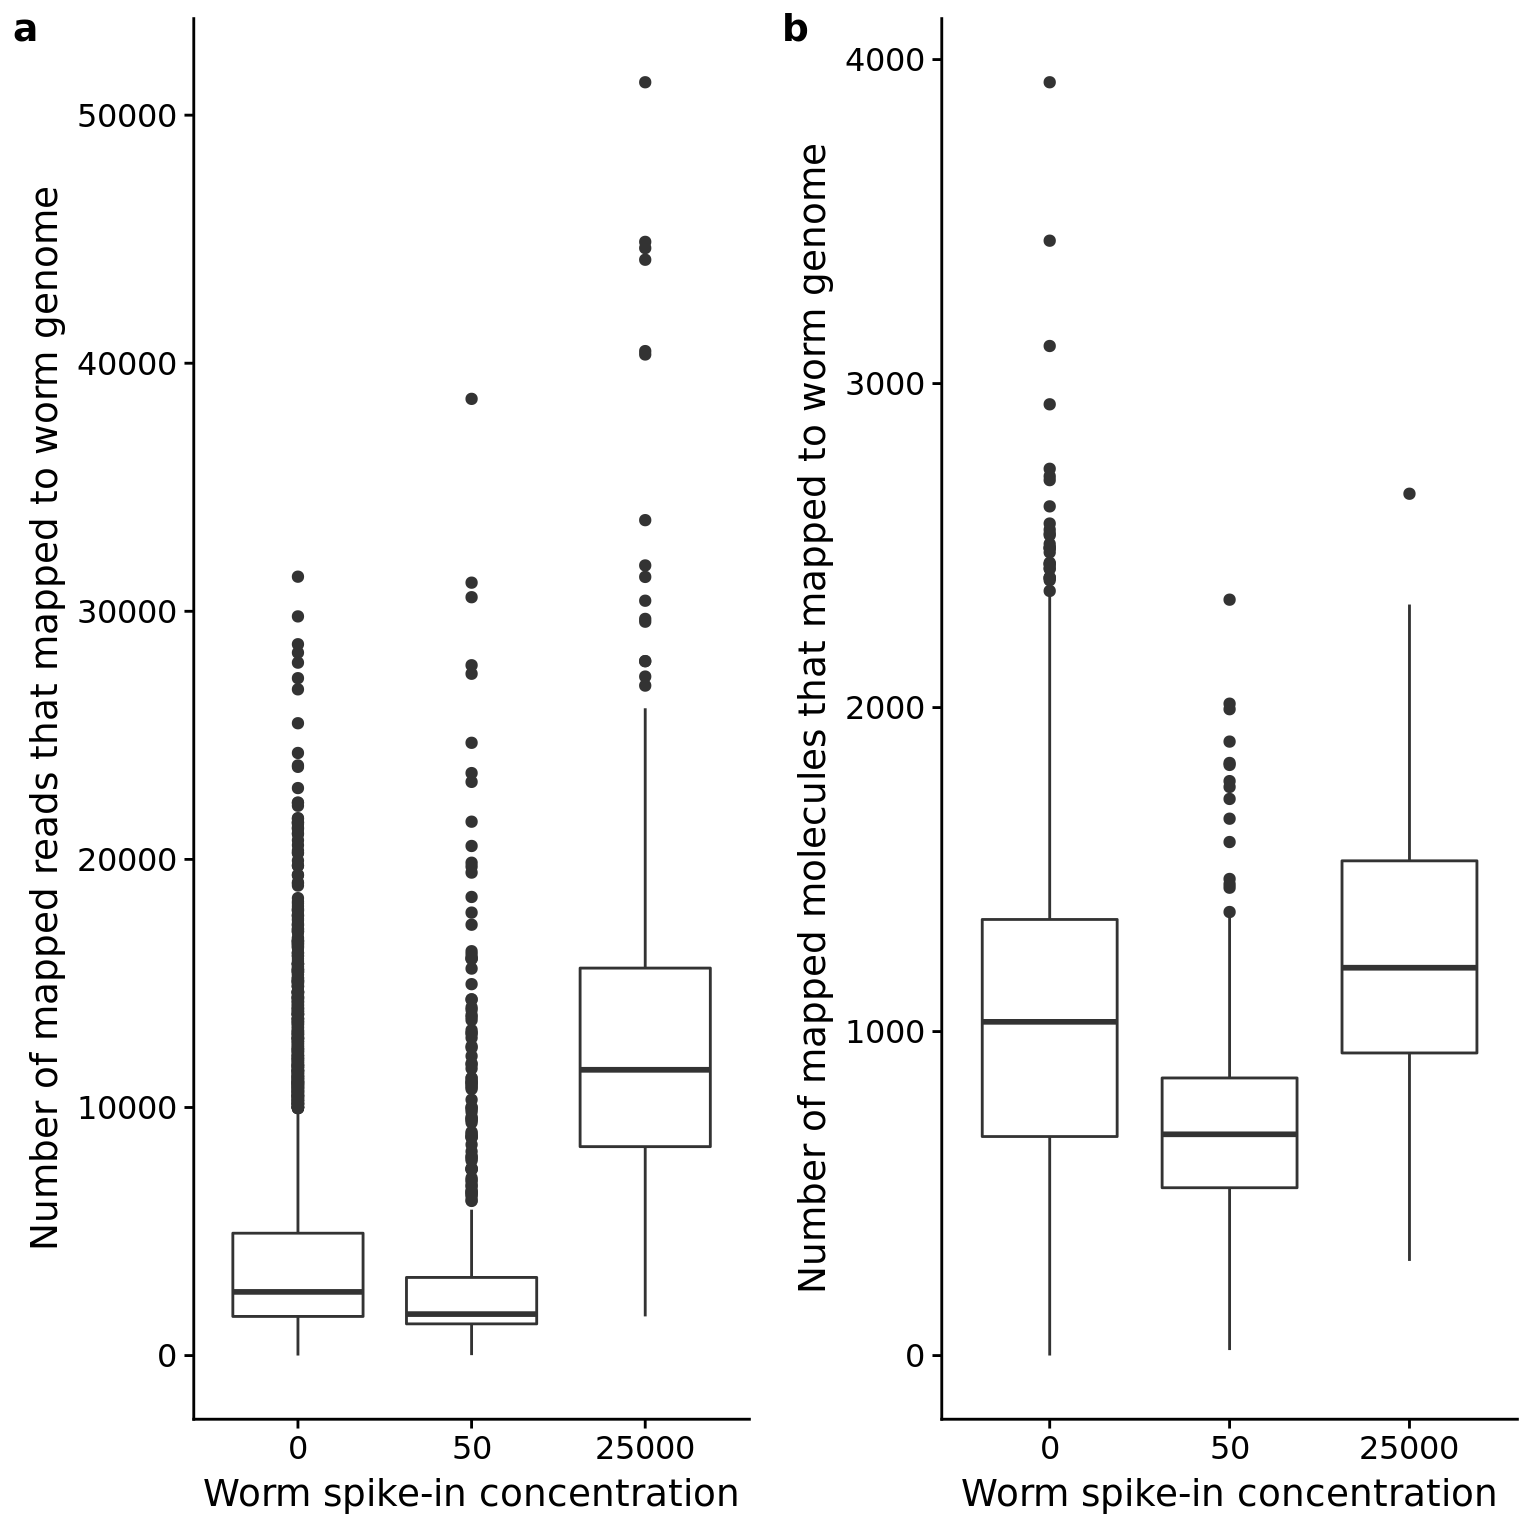 a
Number of mapped reads that mapped to worm genome
50000
40000
30000
20000
10000
0
0 50 25000
Worm spike-in concentration
b
Number of mapped molecules that mapped to worm genome
4000
3000
2000
1000
0
0 50 25000
Worm spike-in concentration